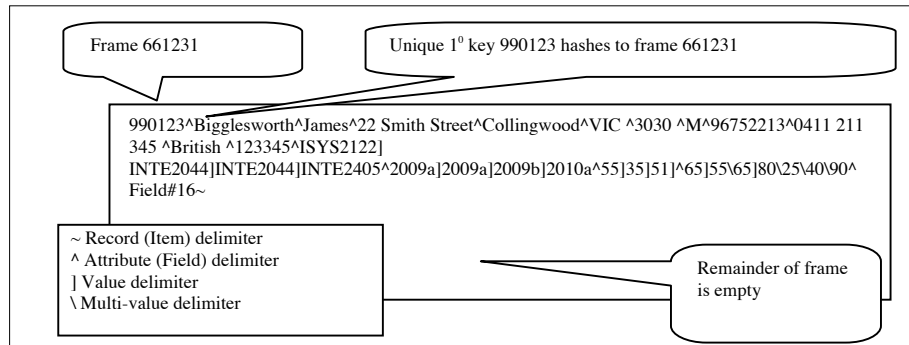 Frame 661231
Unique 1⁰ key 990123 hashes to frame 661231
990123^Bigglesworth^James^22 Smith Street^Collingwood^VIC ^3030 ^M^96752213^0411 211
345 ^British ^123345^ISYS2122]
INTE2044]INTE2044]INTE2405^2009a]2009a]2009b]2010a^55]35]51]^65]55\65]80\25\40\90^
Field#16~
~ Record (Item) delimiter
^ Attribute (Field) delimiter
] Value delimiter
\ Multi-value delimiter
Remainder of frame
is empty